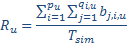 R_u = \frac{\sum_{i=1}^{p_u} \sum_{j=1}^{q_{i,u}} b_{j,i,u}}{T_{sim}}